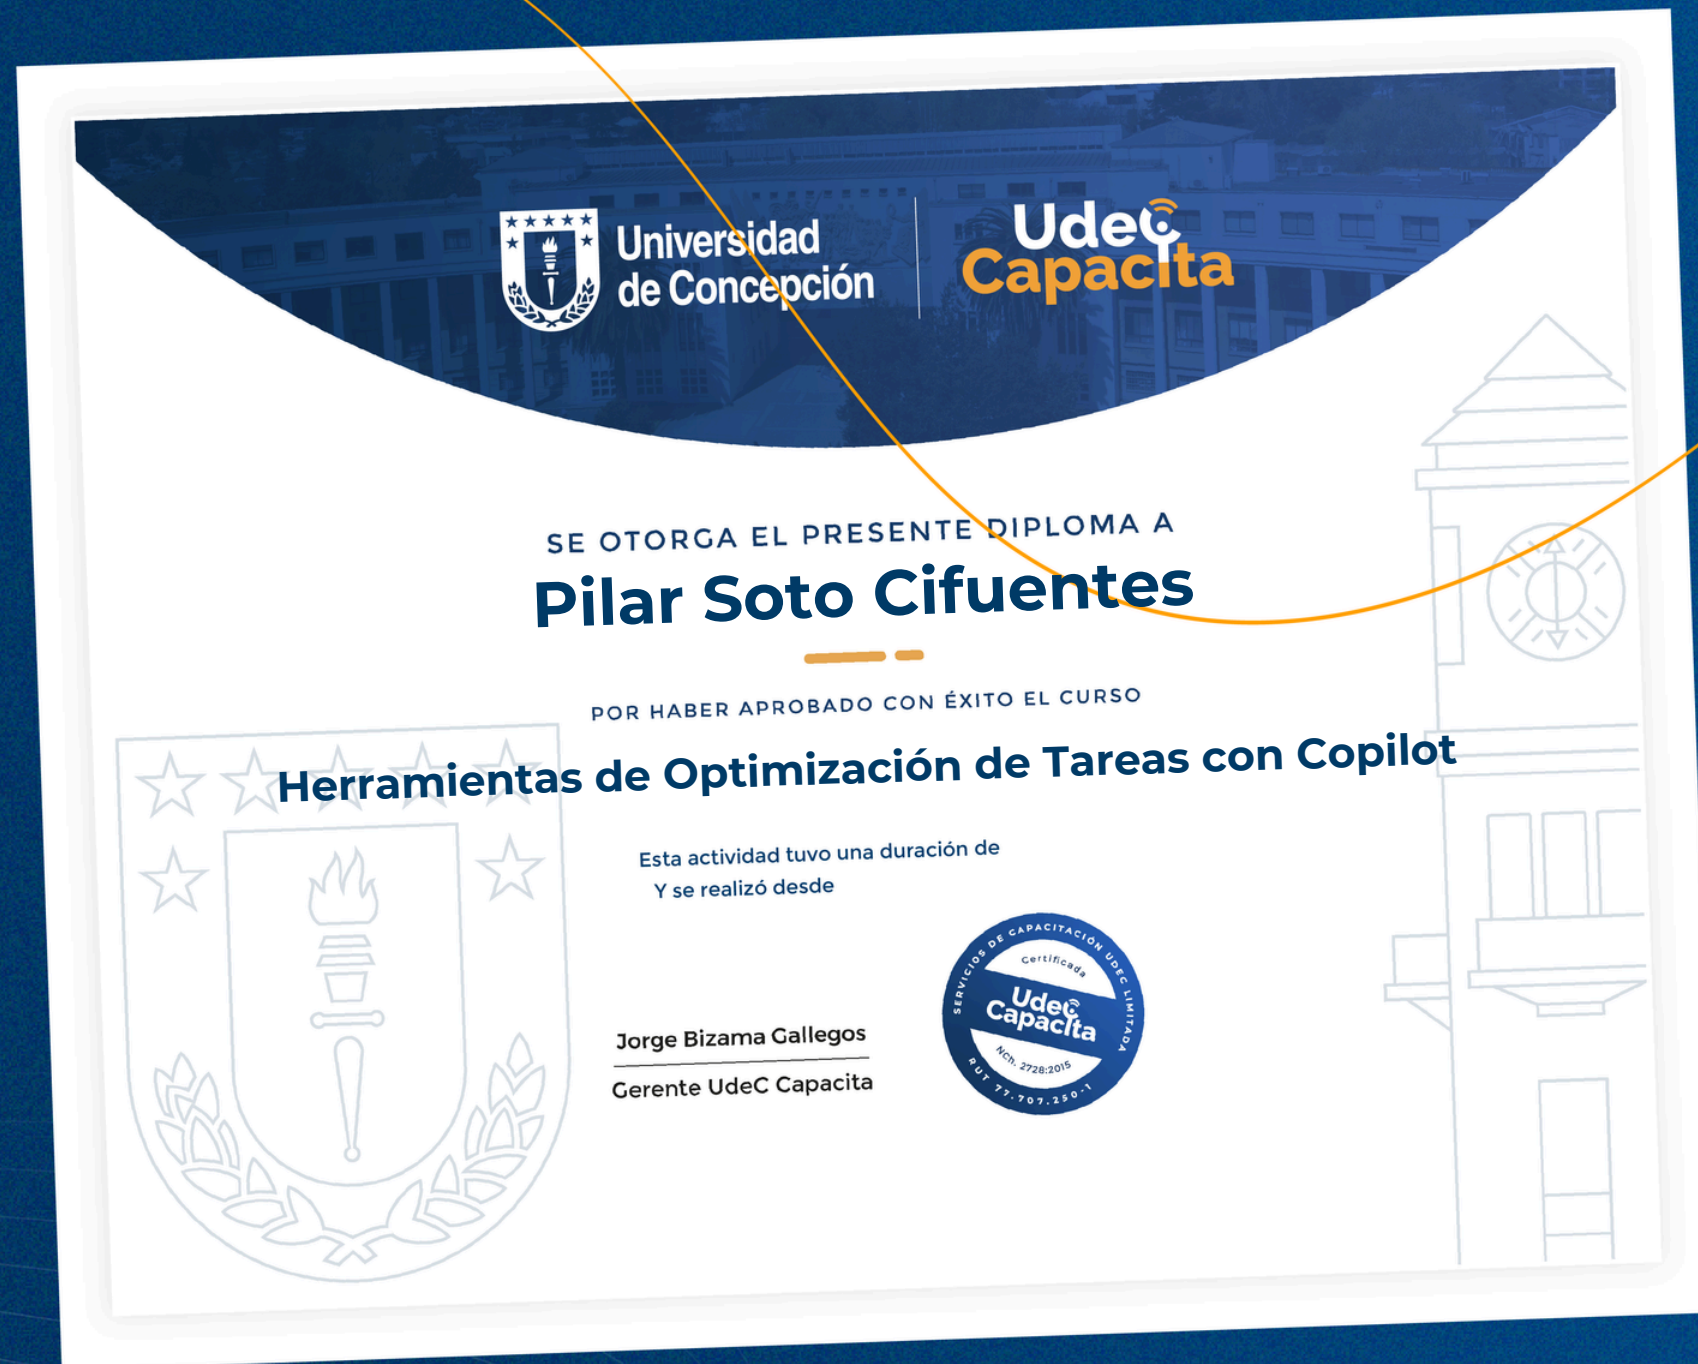 Universidad
de Concepción
UdeC
Capacita
SE OTORGA EL PRESENTE DIPLOMA A
Pilar Soto Cifuentes
POR HABER APROBADO CON ÉXITO EL CURSO
Herramientas de Optimización de Tareas con Copilot
Esta actividad tuvo una duración de
Y se realizó desde
Jorge Bizama Gallegos
Gerente UdeC Capacita
SERVICIOS DE CAPACITACIÓN UDEC LIMITADA
Certificada
UdeC
Capacita
NCh. 2728:2015
RUT 77.707.250-1